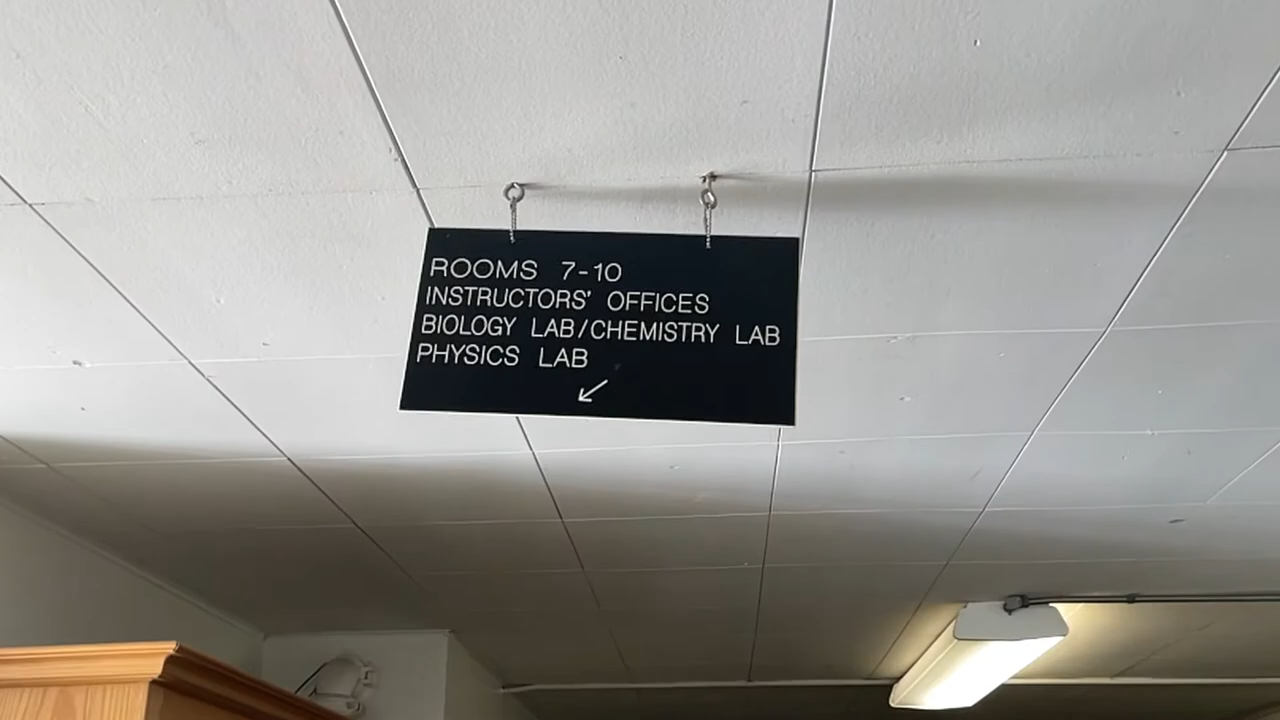 ROOMS 7-10
INSTRUCTORS' OFFICES
BIOLOGY LAB/CHEMISTRY LAB
PHYSICS LAB